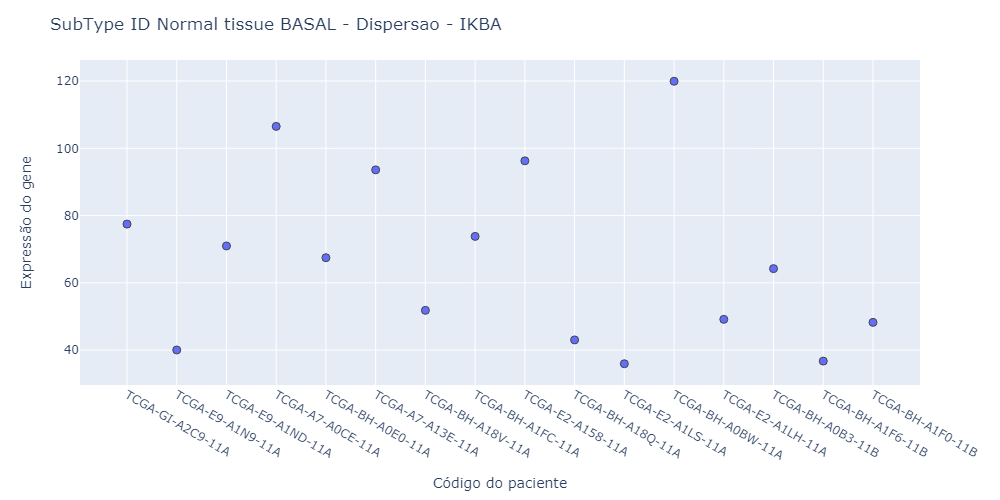 SubType ID Normal tissue BASAL - Dispersao - IKBA
Expressão do gene
120
100
80
60
40
TCGA-GI-A2C9-11A
TCGA-E9-A1N9-11A
TCGA-E9-A1ND-11A
TCGA-A7-A0CE-11A
TCGA-BH-A0E0-11A
TCGA-A7-A13E-11A
TCGA-BH-A18V-11A
TCGA-BH-A1FC-11A
TCGA-E2-A158-11A
TCGA-BH-A18Q-11A
TCGA-E2-A1LS-11A
TCGA-BH-A0BW-11A
TCGA-E2-A1LH-11A
TCGA-BH-A0B3-11B
TCGA-BH-A1F6-11B
TCGA-BH-A1F0-11B
Código do paciente